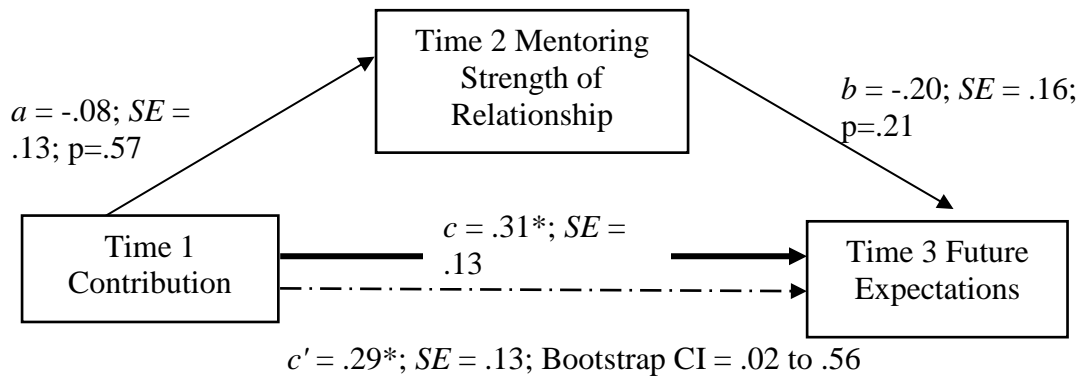 Time 2 Mentoring
Strength of
Relationship
a = -.08; SE =
.13; p=.57
b = -.20; SE = .16;
p=.21
Time 1
Contribution
c = .31*; SE =
.13
Time 3 Future
Expectations
c' = .29*; SE = .13; Bootstrap CI = .02 to .56